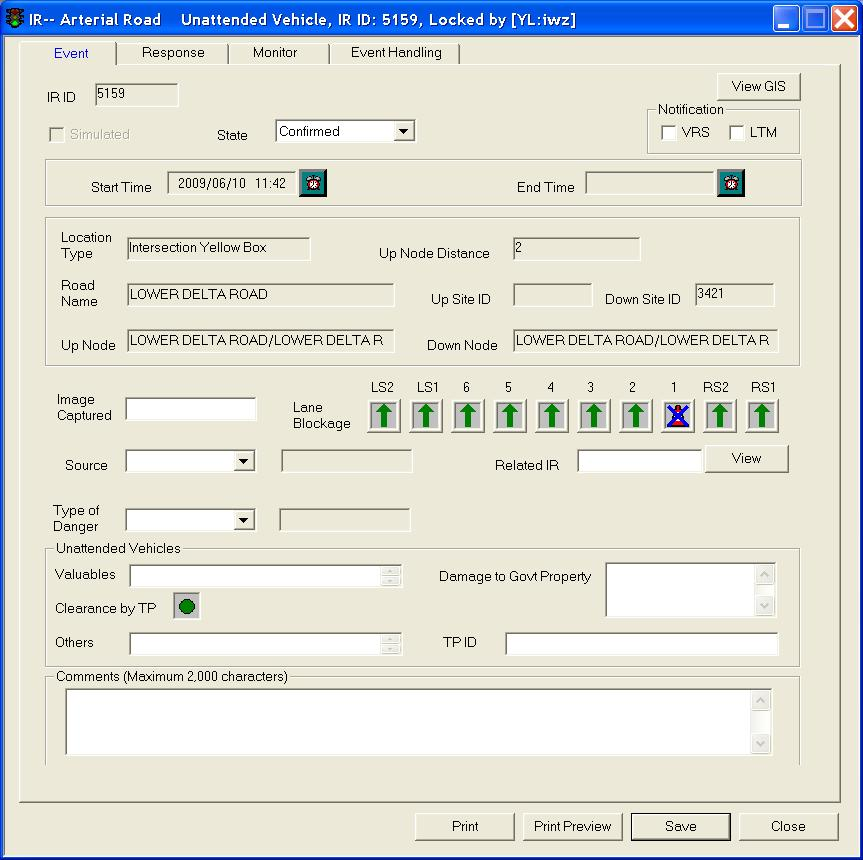 IR-- Arterial Road    Unattended Vehicle, IR ID: 5159, Locked by [YL:iwz]
Event Response Monitor Event Handling
View GIS
IR ID 5159
Notification
Simulated State Confirmed VRS LTM
Start Time 2009/06/10 11:42 End Time
Location Type Intersection Yellow Box Up Node Distance 2
Road Name LOWER DELTA ROAD Up Site ID Down Site ID 3421
Up Node LOWER DELTA ROAD/LOWER DELTA R Down Node LOWER DELTA ROAD/LOWER DELTA R
LS2 LS1 6 5 4 3 2 1 RS2 RS1
Image Captured Lane Blockage
Source Related IR View
Type of Danger
Unattended Vehicles
Valuables Damage to Govt Property
Clearance by TP
Others TP ID
Comments (Maximum 2,000 characters)
Print Print Preview Save Close